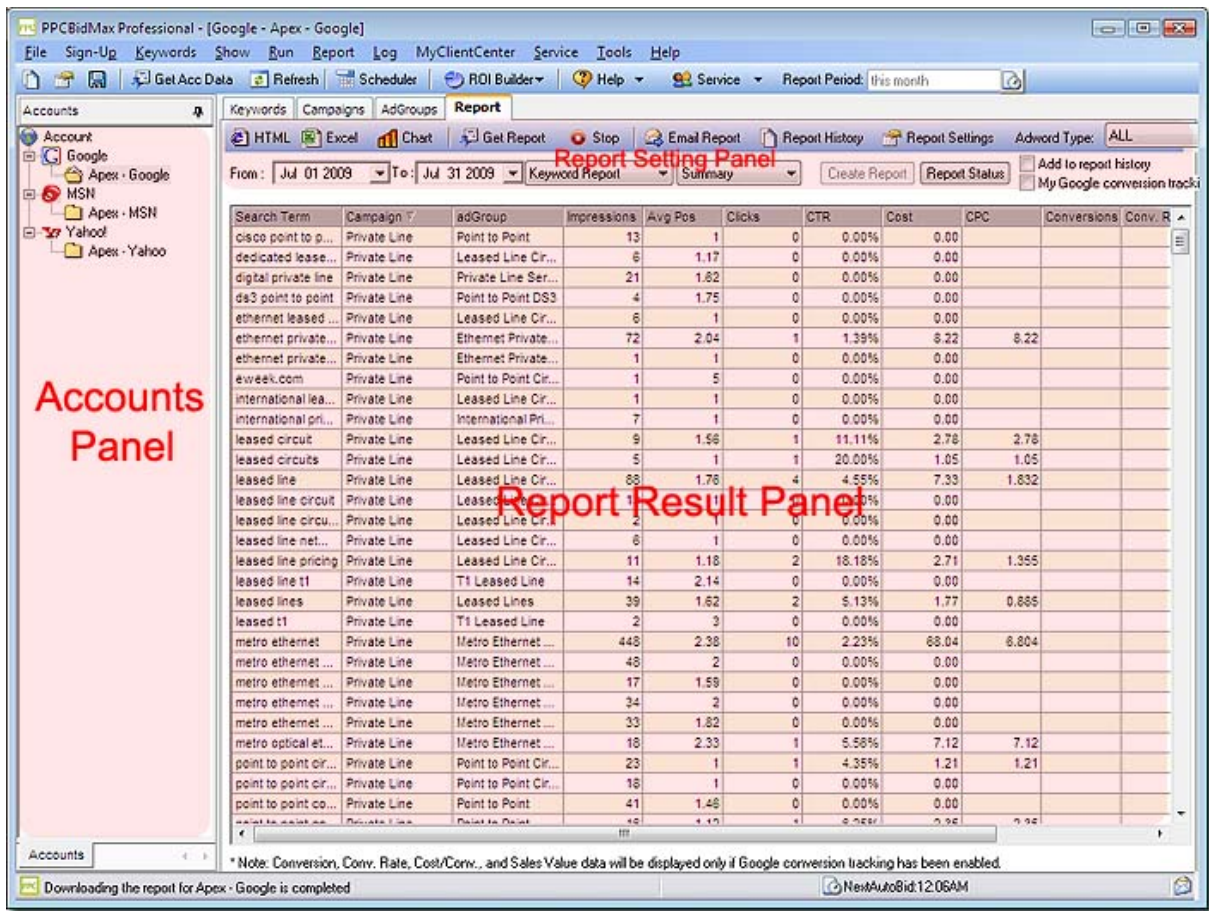 PPCBidMax Professional - [Google - Apex - Google]
File Sign-Up Keywords Show Run Report Log MyClientCenter Service Tools Help
Get Acc Data Refresh Scheduler ROI Builder Help Service Report Period: this month
Accounts
Keywords Campaigns AdGroups Report
Account
Google
Apex - Google
MSN
Apex - MSN
Yahoo!
Apex - Yahoo
Accounts Panel
HTML Excel Chart Get Report Stop Email Report Report History Report Settings Adword Type: ALL
Report Setting Panel
From : Jul 01 2009 To : Jul 31 2009 Keyword Report Summary Create Report Report Status
Add to report history
My Google conversion tracki
Search Term Campaign adGroup Impressions Avg Pos Clicks CTR Cost CPC Conversions Conv. R
cisco point to p... Private Line Point to Point 13 1 0 0.00% 0.00
dedicated lease... Private Line Leased Line Cir... 6 1.17 0 0.00% 0.00
digital private line Private Line Private Line Ser... 21 1.62 0 0.00% 0.00
ds3 point to point Private Line Point to Point DS3 4 1.75 0 0.00% 0.00
ethernet leased ... Private Line Leased Line Cir... 6 1 0 0.00% 0.00
ethernet private... Private Line Ethernet Private... 72 2.04 1 1.39% 8.22 8.22
ethernet private... Private Line Ethernet Private... 1 1 0 0.00% 0.00
eweek.com Private Line Point to Point Cir... 1 5 0 0.00% 0.00
international lea... Private Line Leased Line Cir... 1 1 0 0.00% 0.00
international pri... Private Line International Pri... 7 1 0 0.00% 0.00
leased circuit Private Line Leased Line Cir... 9 1.56 1 11.11% 2.78 2.78
leased circuits Private Line Leased Line Cir... 5 1 1 20.00% 1.05 1.05
leased line Private Line Leased Line Cir... 88 1.76 4 4.55% 7.33 1.832
Report Result Panel
leased line circuit Private Line 0.00
leased line circu... Private Line Leased Line Cir... 2 1 0 0.00% 0.00
leased line net... Private Line Leased Line Cir... 6 1 0 0.00% 0.00
leased line pricing Private Line Leased Line Cir... 11 1.18 2 18.18% 2.71 1.355
leased line t1 Private Line T1 Leased Line 14 2.14 0 0.00% 0.00
leased lines Private Line Leased Lines 39 1.62 2 5.13% 1.77 0.885
leased t1 Private Line T1 Leased Line 2 3 0 0.00% 0.00
metro ethernet Private Line Metro Ethernet ... 448 2.38 10 2.23% 68.04 6.804
metro ethernet ... Private Line Metro Ethernet ... 48 2 0 0.00% 0.00
metro ethernet ... Private Line Metro Ethernet ... 17 1.59 0 0.00% 0.00
metro ethernet ... Private Line Metro Ethernet ... 34 2 0 0.00% 0.00
metro ethernet ... Private Line Metro Ethernet ... 33 1.82 0 0.00% 0.00
metro optical et... Private Line Metro Ethernet ... 18 2.33 1 5.56% 7.12 7.12
point to point cir... Private Line Point to Point Cir... 23 1 1 4.35% 1.21 1.21
point to point cir... Private Line Point to Point Cir... 18 1 0 0.00% 0.00
point to point co... Private Line Point to Point 41 1.46 0 0.00% 0.00
Accounts
* Note: Conversion, Conv. Rate, Cost/Conv., and Sales Value data will be displayed only if Google conversion tracking has been enabled.
Downloading the report for Apex - Google is completed NextAutoBid:12:06AM